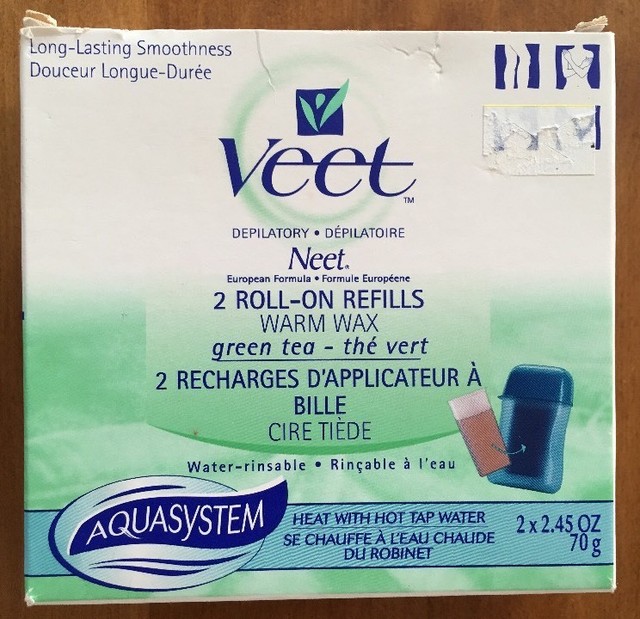 Long-Lasting Smoothness
Douceur Longue-Durée
Veet™
DEPILATORY • DÉPILATOIRE
Neet®
European Formula • Formule Européene
2 ROLL-ON REFILLS
WARM WAX
green tea - thé vert
2 RECHARGES D'APPLICATEUR À
BILLE
CIRE TIÈDE
Water-rinsable • Rinçable à l'eau
AQUASYSTEM
HEAT WITH HOT TAP WATER
SE CHAUFFE À L'EAU CHAUDE
DU ROBINET
2 x 2.45 OZ
70 g